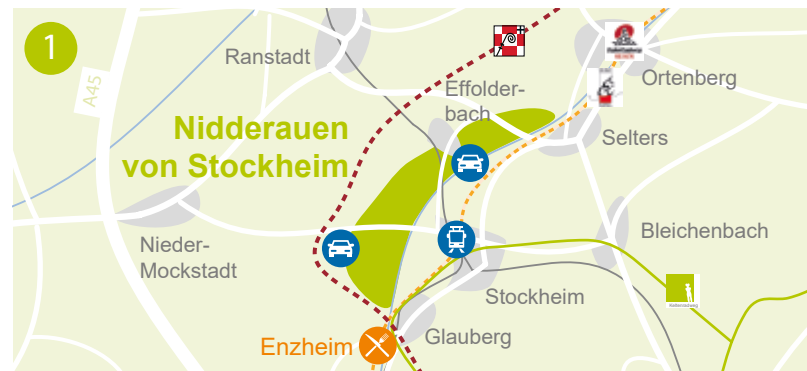 1
A45
Ranstadt
Effolder-
bach
Ortenberg
Nidderauen
von Stockheim
Selters
Nieder-
Mockstadt
Bleichenbach
Stockheim
Glauberg
Enzheim